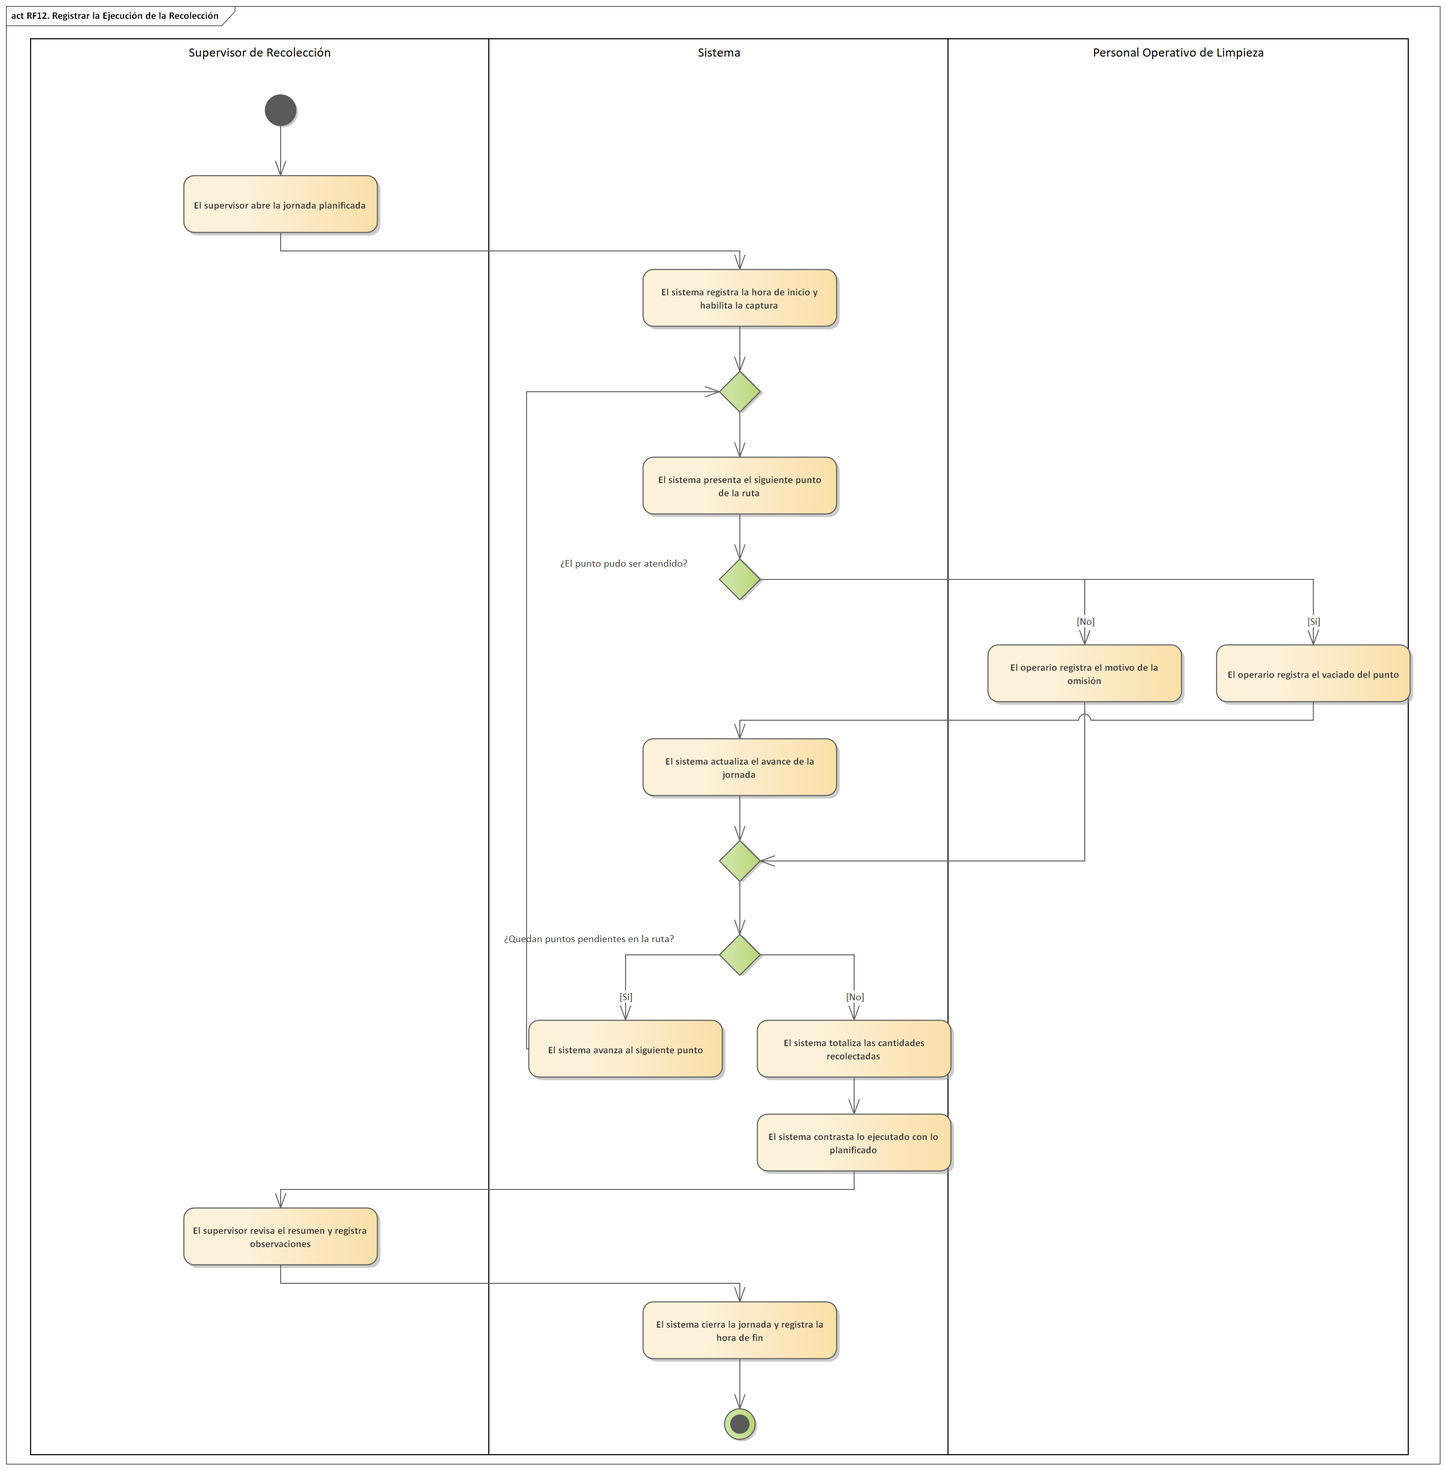 act RF12. Registrar la Ejecución de la Recolección
Supervisor de Recolección
Sistema
Personal Operativo de Limpieza
El supervisor abre la jornada planificada
El sistema registra la hora de inicio y
habilita la captura
El sistema presenta el siguiente punto
de la ruta
¿El punto pudo ser atendido?
[No]
[Sí]
El operario registra el motivo de la
omisión
El operario registra el vaciado del punto
El sistema actualiza el avance de la
jornada
¿Quedan puntos pendientes en la ruta?
[Sí]
[No]
El sistema avanza al siguiente punto
El sistema totaliza las cantidades
recolectadas
El sistema contrasta lo ejecutado con lo
planificado
El supervisor revisa el resumen y registra
observaciones
El sistema cierra la jornada y registra la
hora de fin